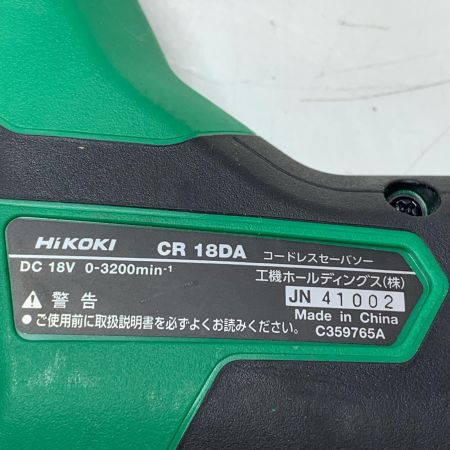 HiKOKI CR 18DA コードレスセーバソー
DC 18V 0-3200min⁻¹ 工機ホールディングス(株)
⚠ 警告 JN 41002
●ご使用前に取扱説明書を必ずよくお読みください。 Made in China
C359765A